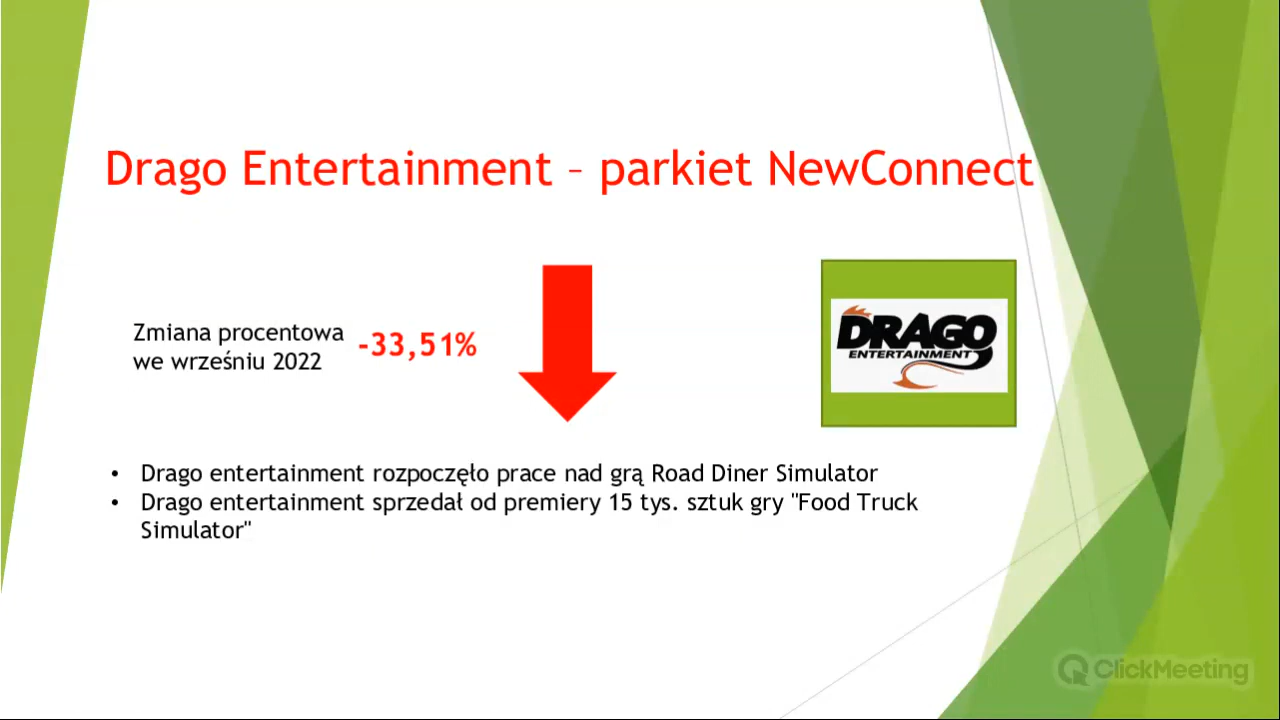 Drago Entertainment – parkiet NewConnect
Zmiana procentowa
we wrześniu 2022
-33,51%
DRAGO
ENTERTAINMENT
• Drago entertainment rozpoczęło prace nad grą Road Diner Simulator
• Drago entertainment sprzedał od premiery 15 tys. sztuk gry "Food Truck
Simulator"
ClickMeeting